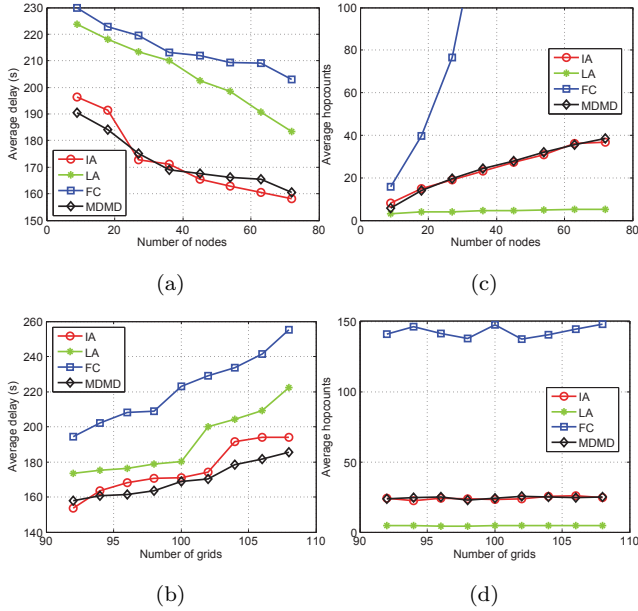 230
220
210
200
190
180
170
160
150
0
20
40
60
80
Average delay (s)
Number of nodes
IA
LA
FC
MDMD
(a)
100
80
60
40
20
0
0
20
40
60
80
Average hopcounts
Number of nodes
IA
LA
FC
MDMD
(c)
260
240
220
200
180
160
140
90
95
100
105
110
Average delay (s)
Number of grids
IA
LA
FC
MDMD
(b)
150
100
50
0
90
95
100
105
110
Average hopcounts
Number of grids
IA
LA
FC
MDMD
(d)